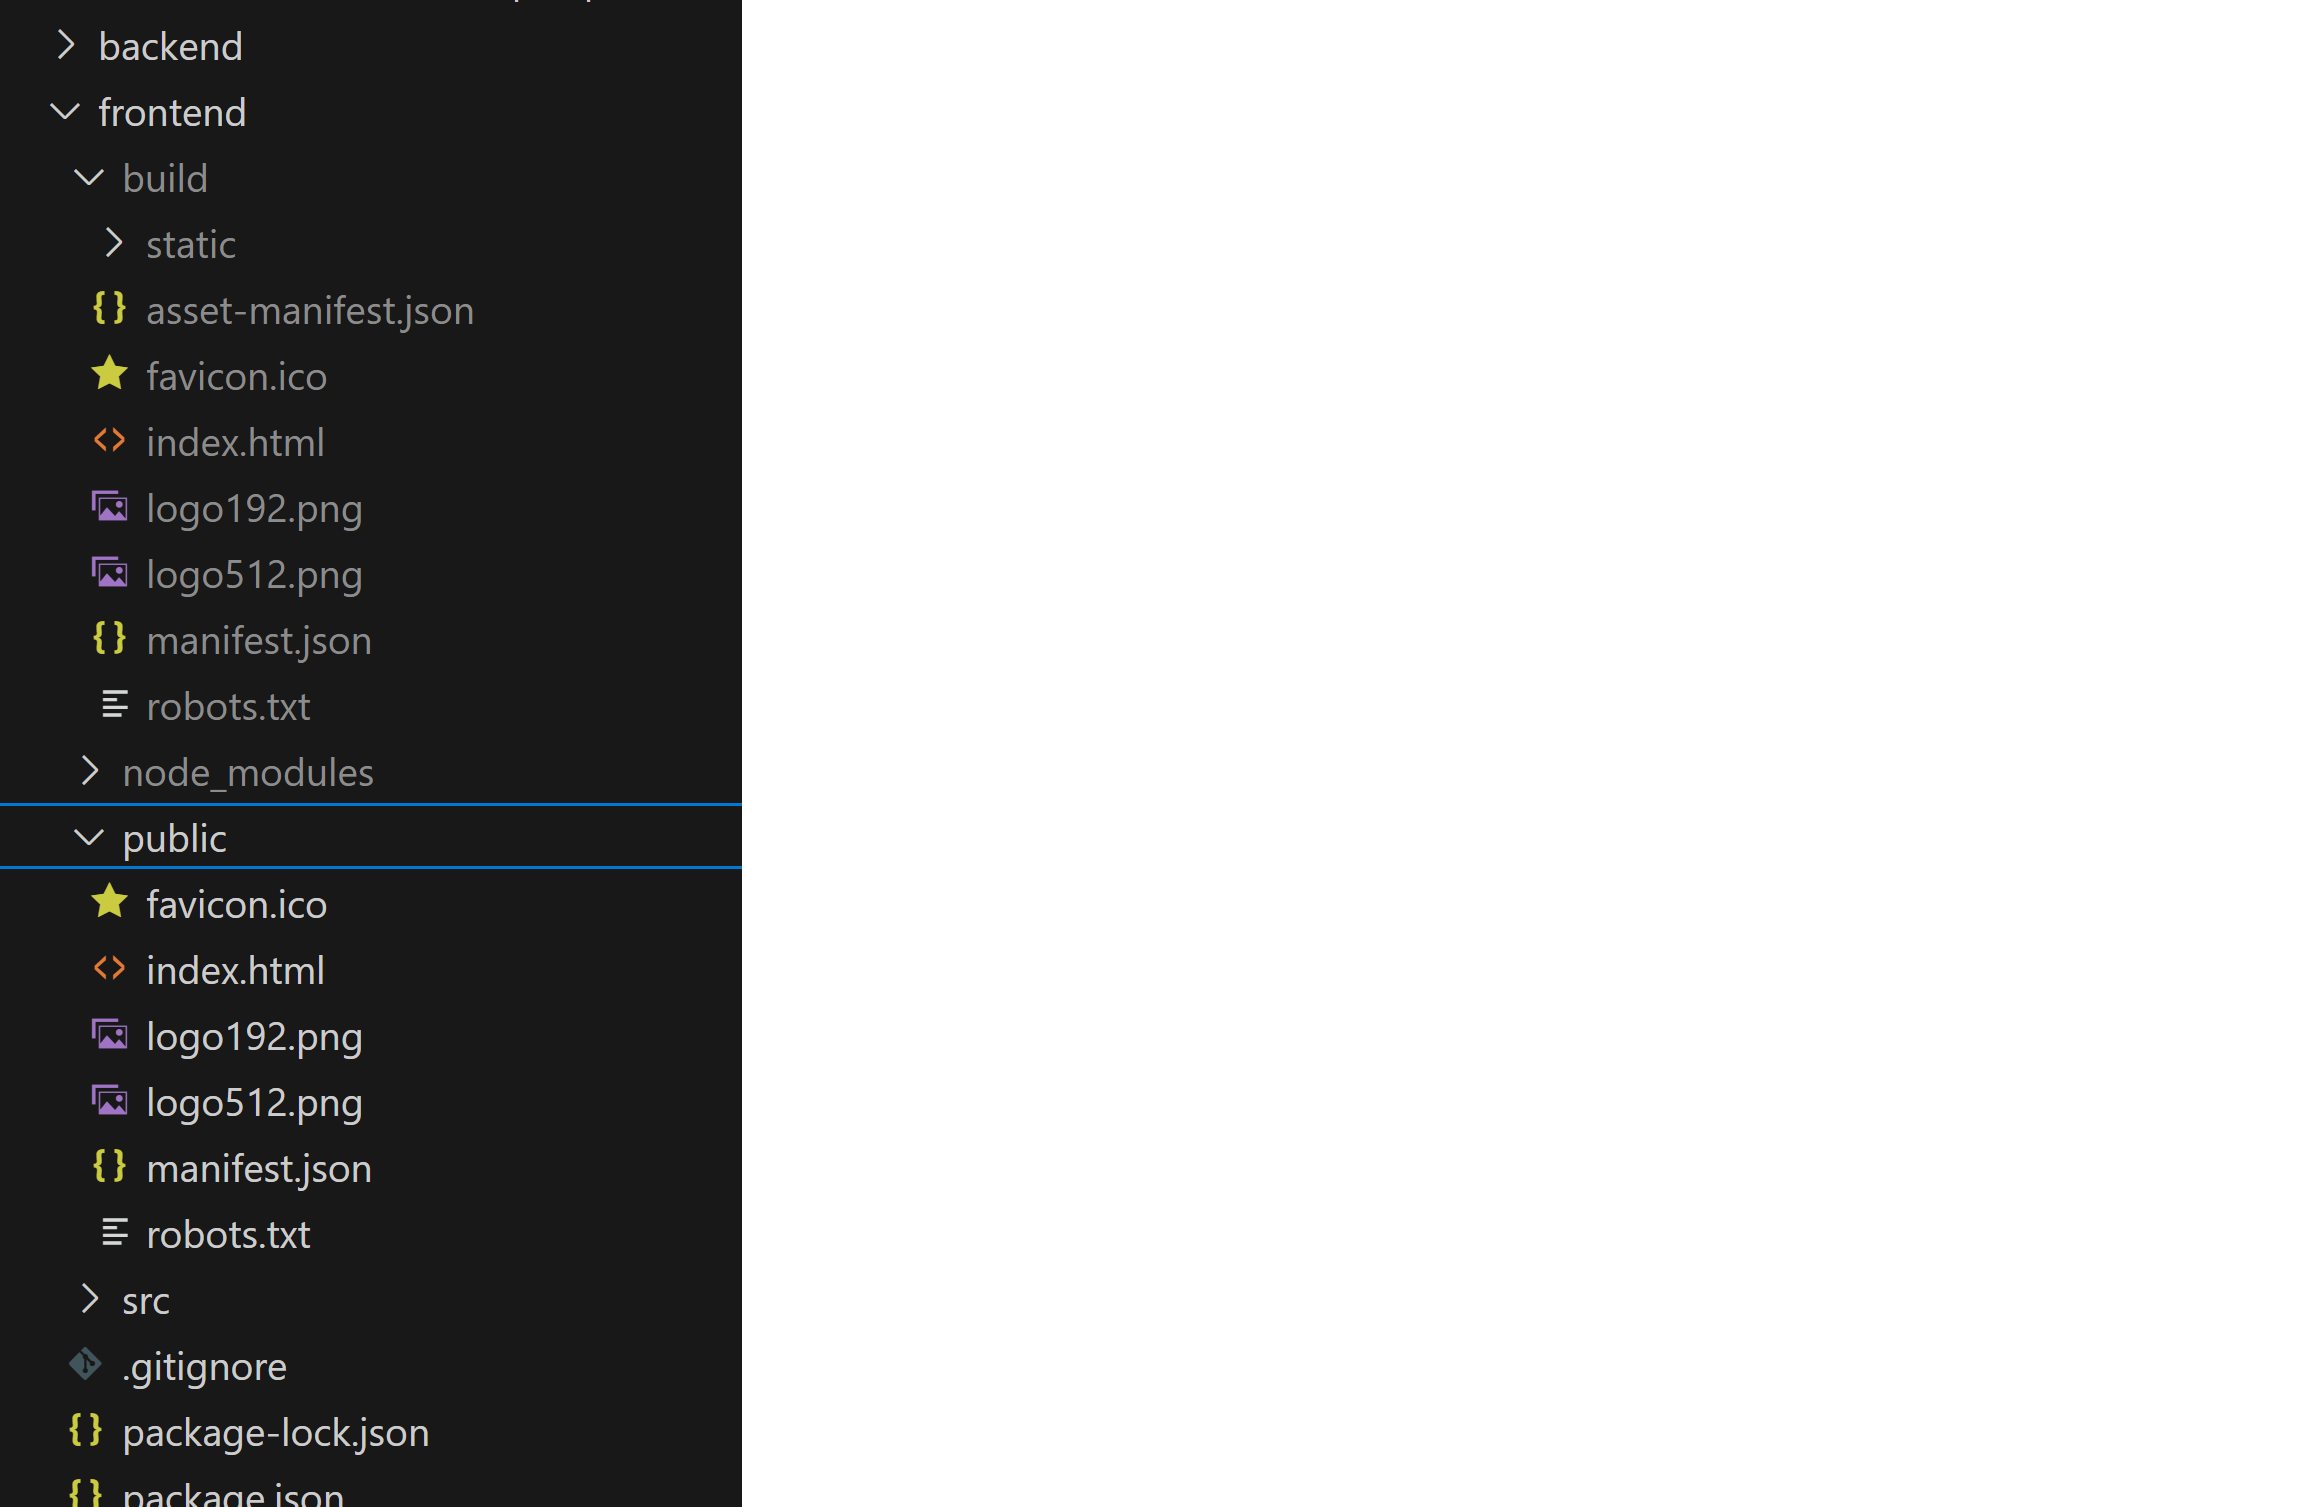 backend
frontend
build
static
asset-manifest.json
favicon.ico
index.html
logo192.png
logo512.png
manifest.json
robots.txt
node_modules
public
favicon.ico
index.html
logo192.png
logo512.png
manifest.json
robots.txt
src
.gitignore
package-lock.json
package.json